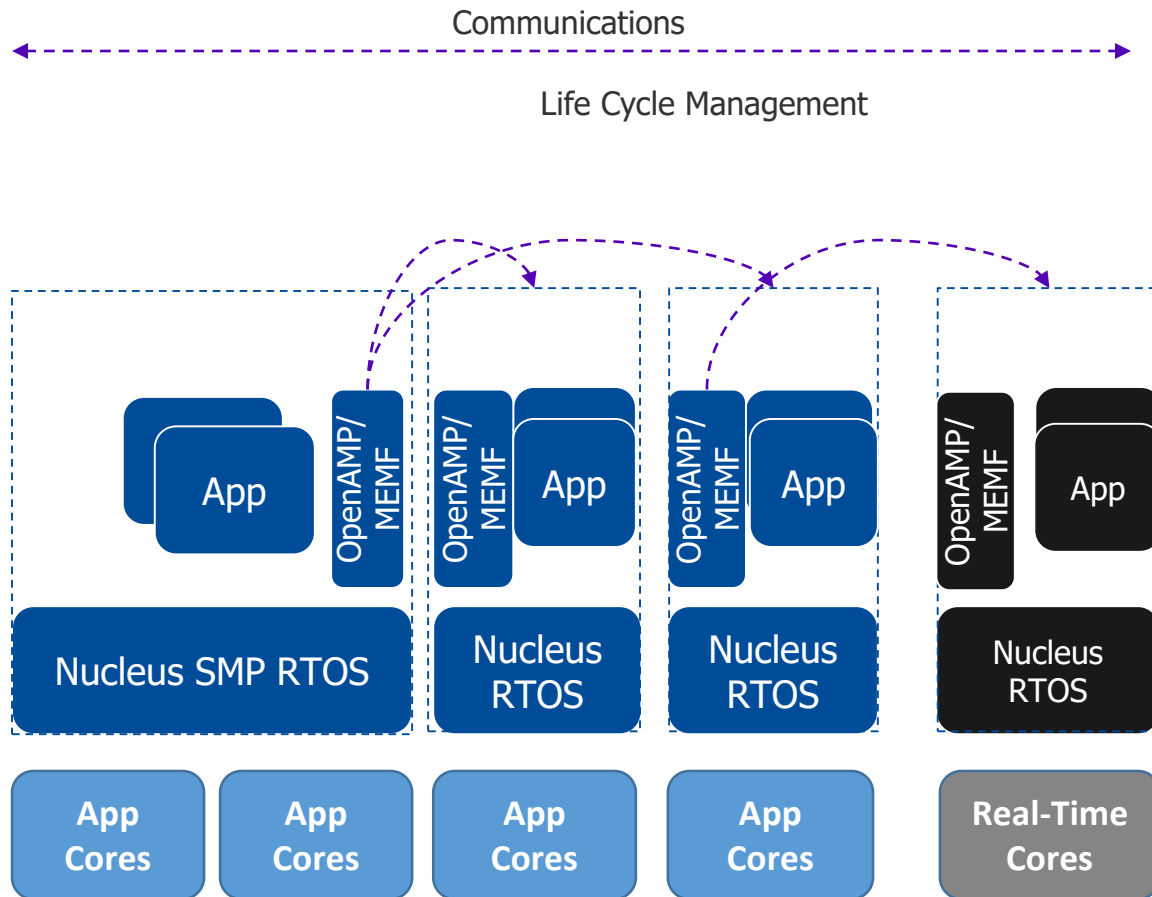 Communications
Life Cycle Management
App
OpenAMP/
MEMF
OpenAMP/
MEMF
App
OpenAMP/
MEMF
App
OpenAMP/
MEMF
App
Nucleus SMP RTOS
Nucleus
RTOS
Nucleus
RTOS
Nucleus
RTOS
App
Cores
App
Cores
App
Cores
App
Cores
Real-Time
Cores